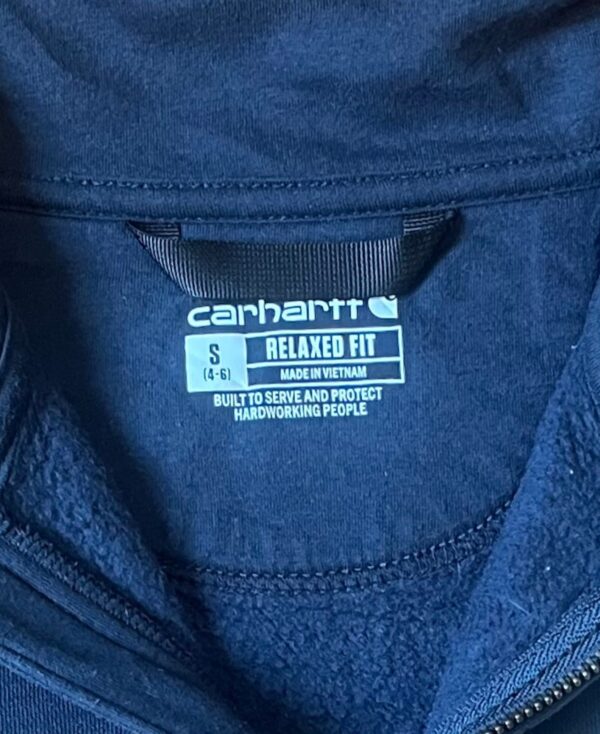 carhartt
S
(4-6)
RELAXED FIT
MADE IN VIETNAM
BUILT TO SERVE AND PROTECT
HARDWORKING PEOPLE